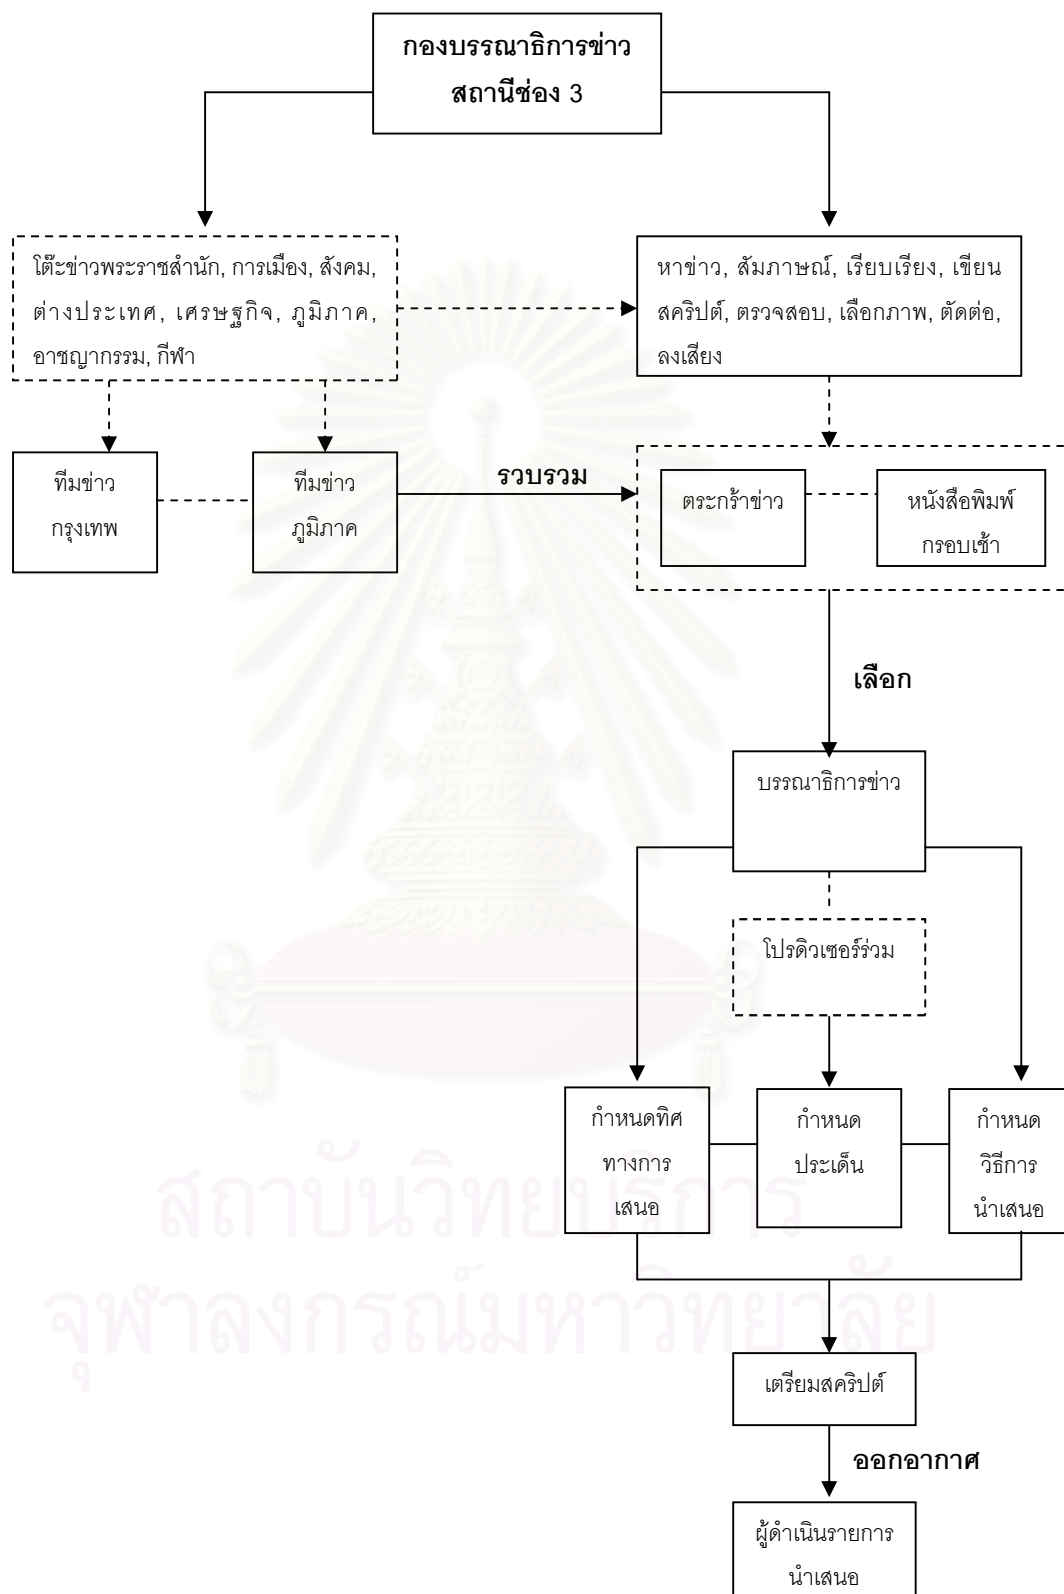 กองบรรณาธิการข่าว
สถานีช่อง 3
โต๊ะข่าวพระราชสำนัก, การเมือง, สังคม,
ต่างประเทศ, เศรษฐกิจ, ภูมิภาค,
อาชญากรรม, กีฬา
หาข่าว, สัมภาษณ์, เรียบเรียง, เขียน
สคริปต์, ตรวจสอบ, เลือกภาพ, ตัดต่อ,
ลงเสียง
ทีมข่าว
กรุงเทพ
ทีมข่าว
ภูมิภาค
รวบรวม
ตระกร้าข่าว
หนังสือพิมพ์
กรอบเช้า
เลือก
บรรณาธิการข่าว
โปรดิวเซอร์ร่วม
กำหนดทิศ
ทางการ
เสนอ
กำหนด
ประเด็น
กำหนด
วิธีการ
นำเสนอ
สถาบันวิทยบริการ
จุฬาลงกรณ์มหาวิทยาลัย
เตรียมสคริปต์
ออกอากาศ
ผู้ดำเนินรายการ
นำเสนอ